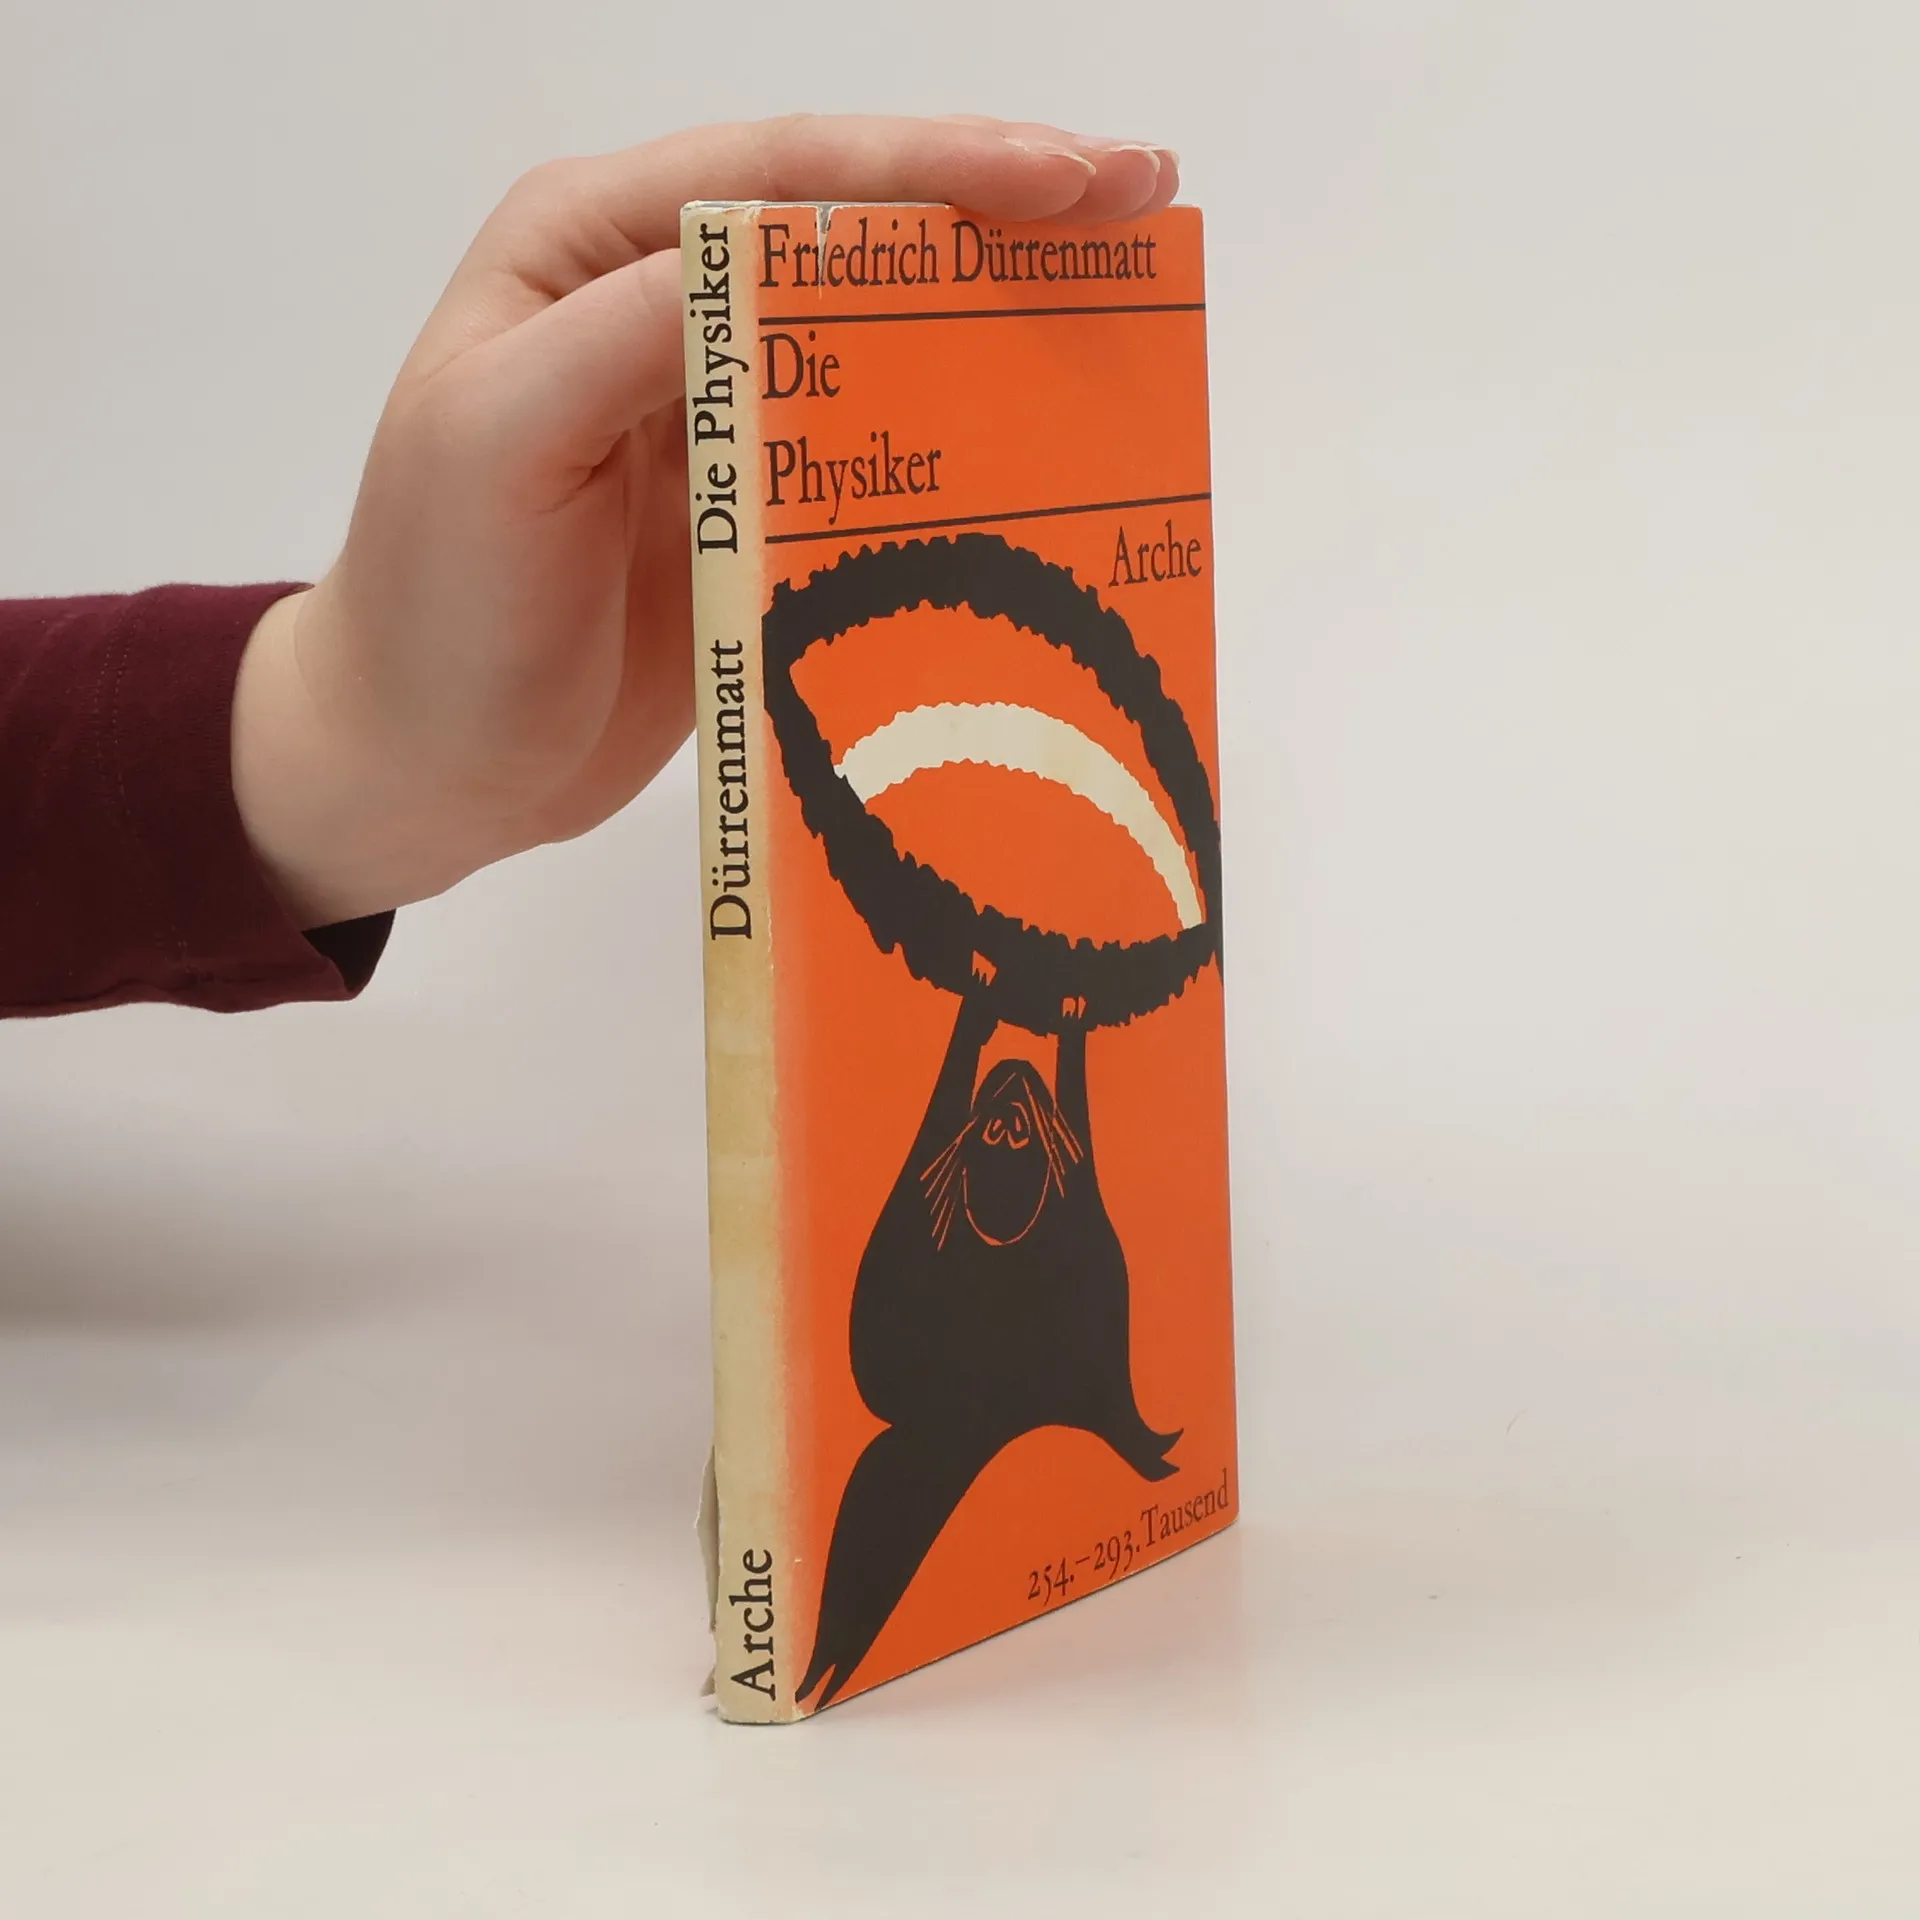 Friedrich Dürrenmatt
Die
Physiker
Arche
254.–293. Tausend
Arche Dürrenmatt Die Physiker